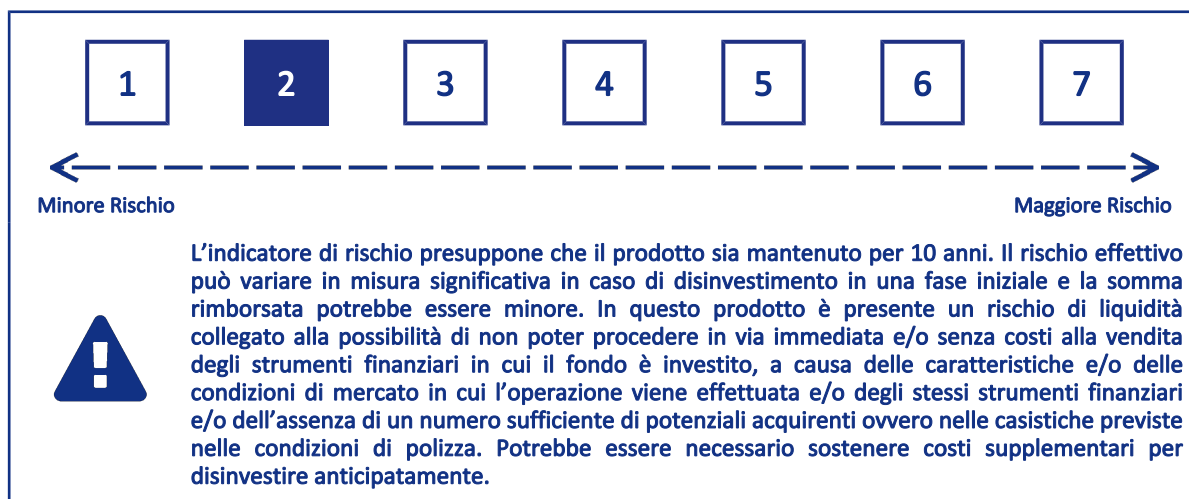 1 2 3 4 5 6 7
Minore Rischio Maggiore Rischio
L’indicatore di rischio presuppone che il prodotto sia mantenuto per 10 anni. Il rischio effettivo
può variare in misura significativa in caso di disinvestimento in una fase iniziale e la somma
rimborsata potrebbe essere minore. In questo prodotto è presente un rischio di liquidità
collegato alla possibilità di non poter procedere in via immediata e/o senza costi alla vendita
degli strumenti finanziari in cui il fondo è investito, a causa delle caratteristiche e/o delle
condizioni di mercato in cui l’operazione viene effettuata e/o degli stessi strumenti finanziari
e/o dell’assenza di un numero sufficiente di potenziali acquirenti ovvero nelle casistiche previste
nelle condizioni di polizza. Potrebbe essere necessario sostenere costi supplementari per
disinvestire anticipatamente.